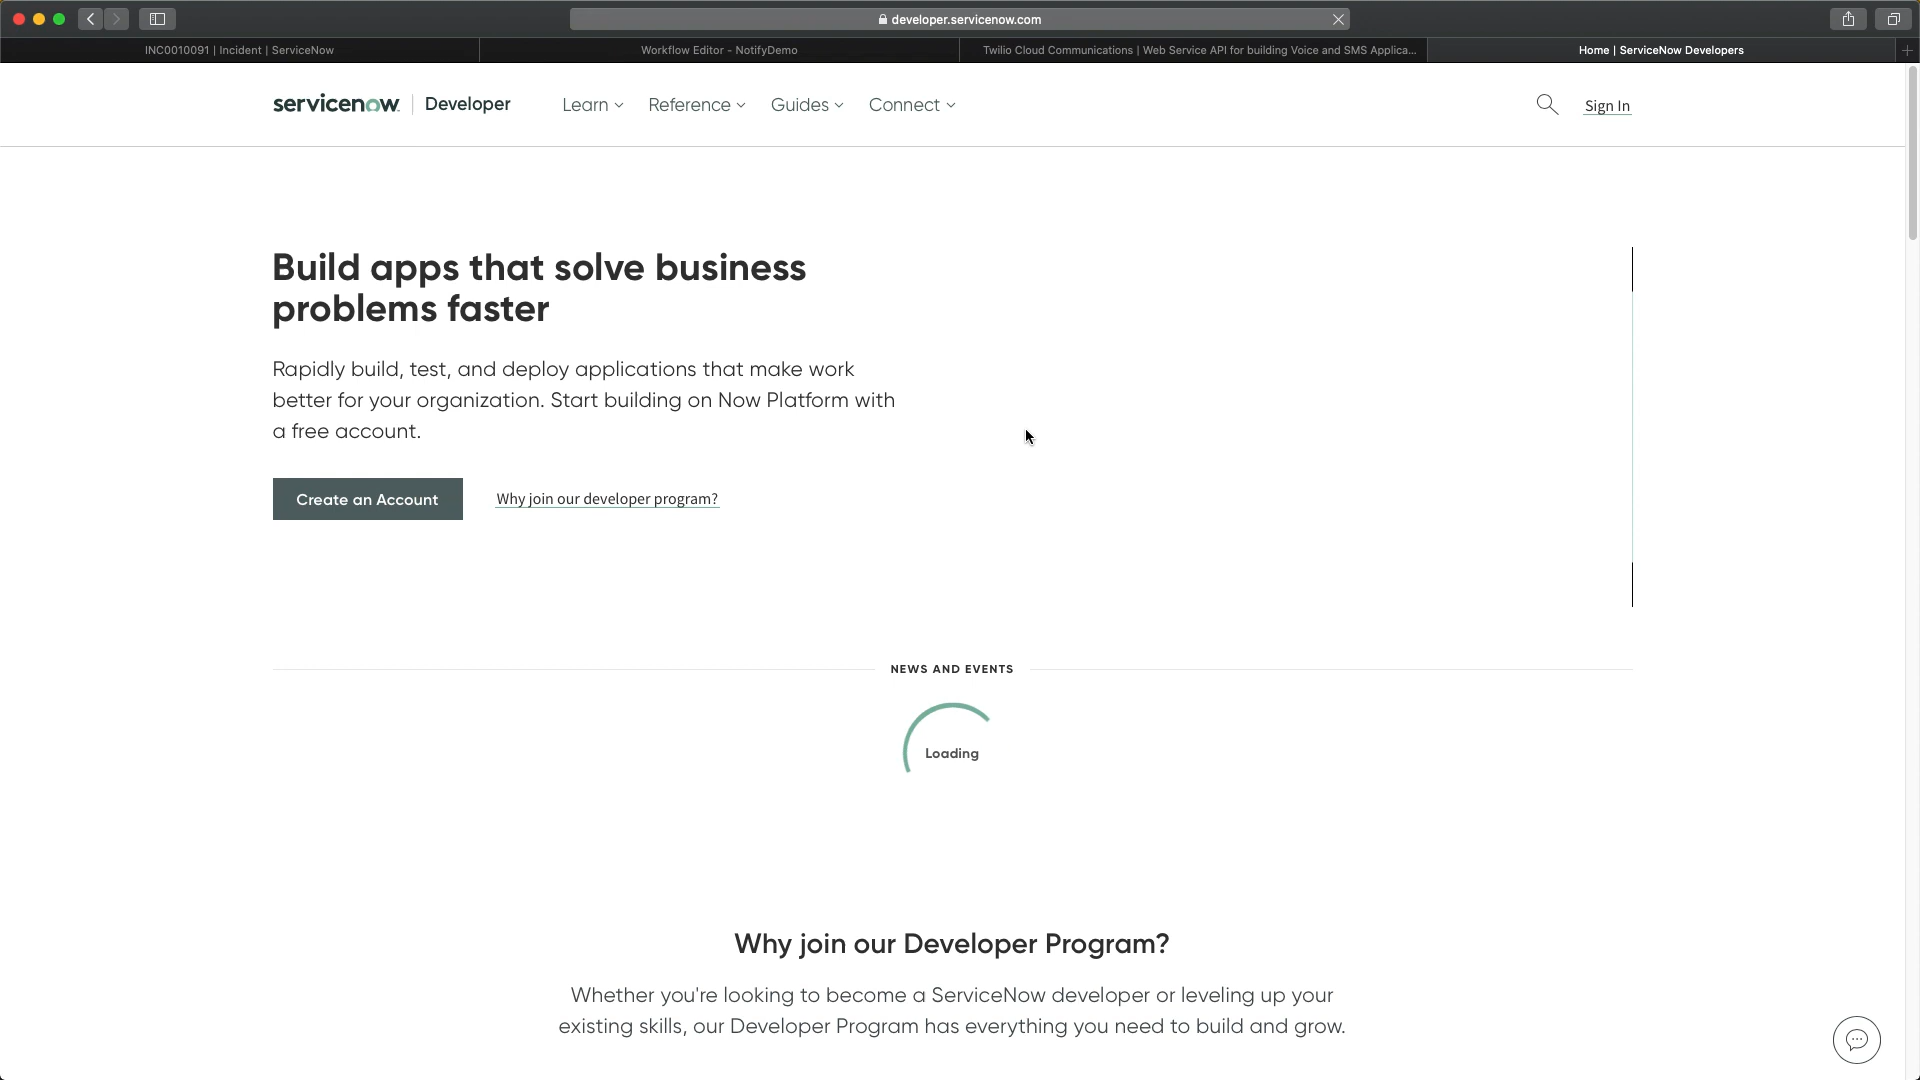 developer.servicenow.com
INC0010091 | Incident | ServiceNow
Workflow Editor - NotifyDemo
Twilio Cloud Communications | Web Service API for building Voice and SMS Applica...
Home | ServiceNow Developers
servicenow Developer
Learn
Reference
Guides
Connect
Sign In
Build apps that solve business
problems faster
Rapidly build, test, and deploy applications that make work
better for your organization. Start building on Now Platform with
a free account.
Create an Account
Why join our developer program?
NEWS AND EVENTS
Loading
Why join our Developer Program?
Whether you're looking to become a ServiceNow developer or leveling up your
existing skills, our Developer Program has everything you need to build and grow.